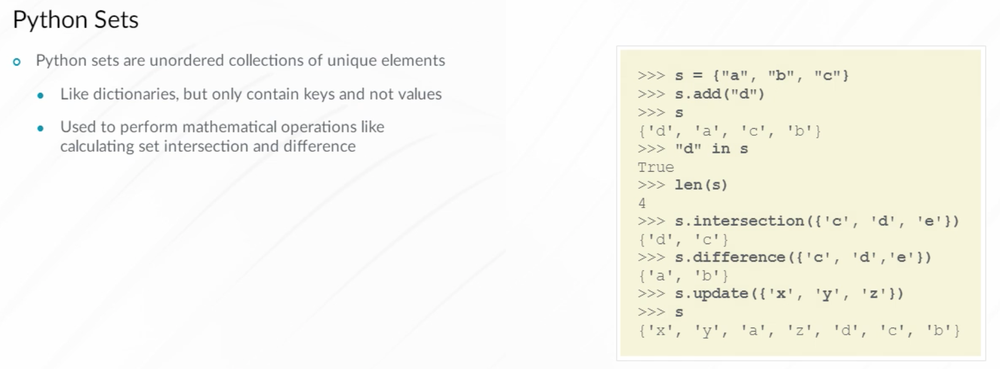 Python Sets
Python sets are unordered collections of unique elements
Like dictionaries, but only contain keys and not values
Used to perform mathematical operations like
calculating set intersection and difference
>>> s = {"a", "b", "c"}
>>> s.add("d")
>>> s
{'d', 'a', 'c', 'b'}
>>> "d" in s
True
>>> len(s)
4
>>> s.intersection({'c', 'd', 'e'})
{'d', 'c'}
>>> s.difference({'c', 'd','e'})
{'a', 'b'}
>>> s.update({'x', 'y', 'z'})
>>> s
{'x', 'y', 'a', 'z', 'd', 'c', 'b'}